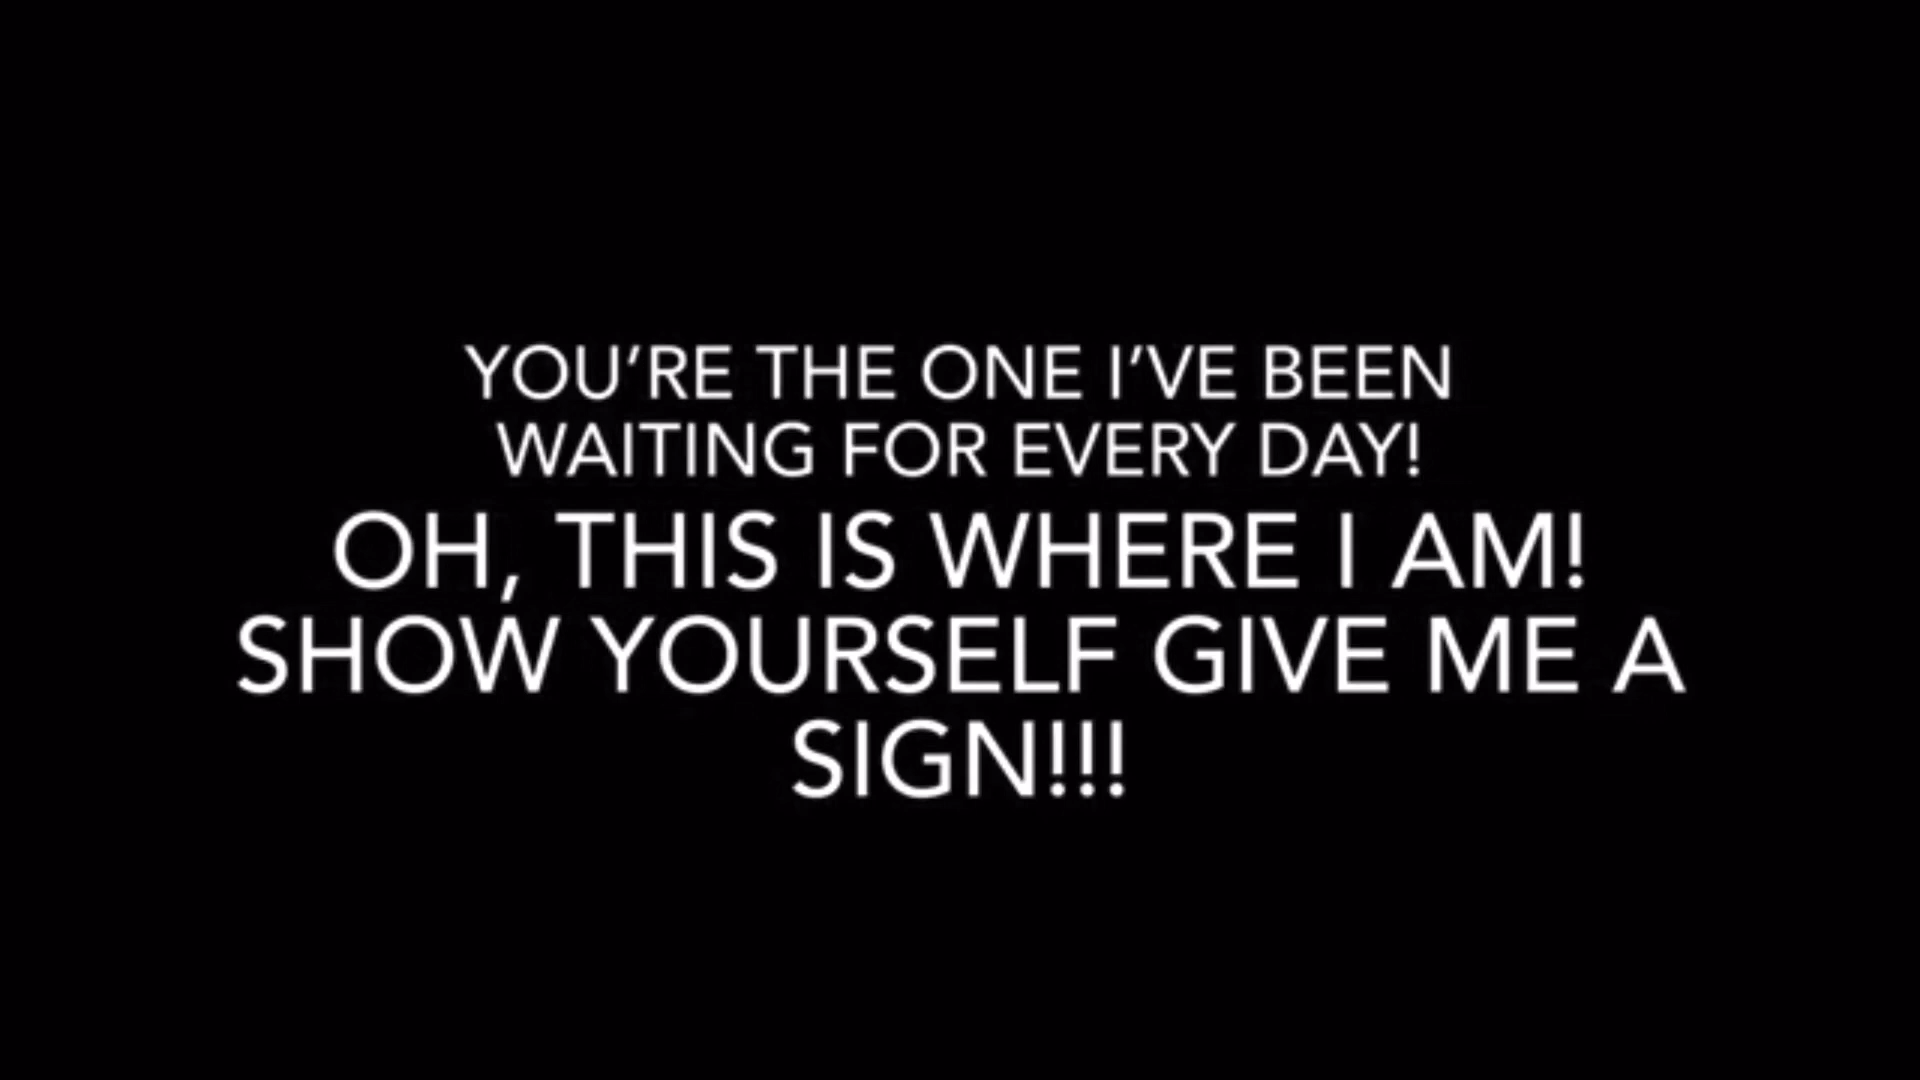 YOU’RE THE ONE I’VE BEEN
WAITING FOR EVERY DAY!
OH, THIS IS WHERE I AM!
SHOW YOURSELF GIVE ME A
SIGN!!!